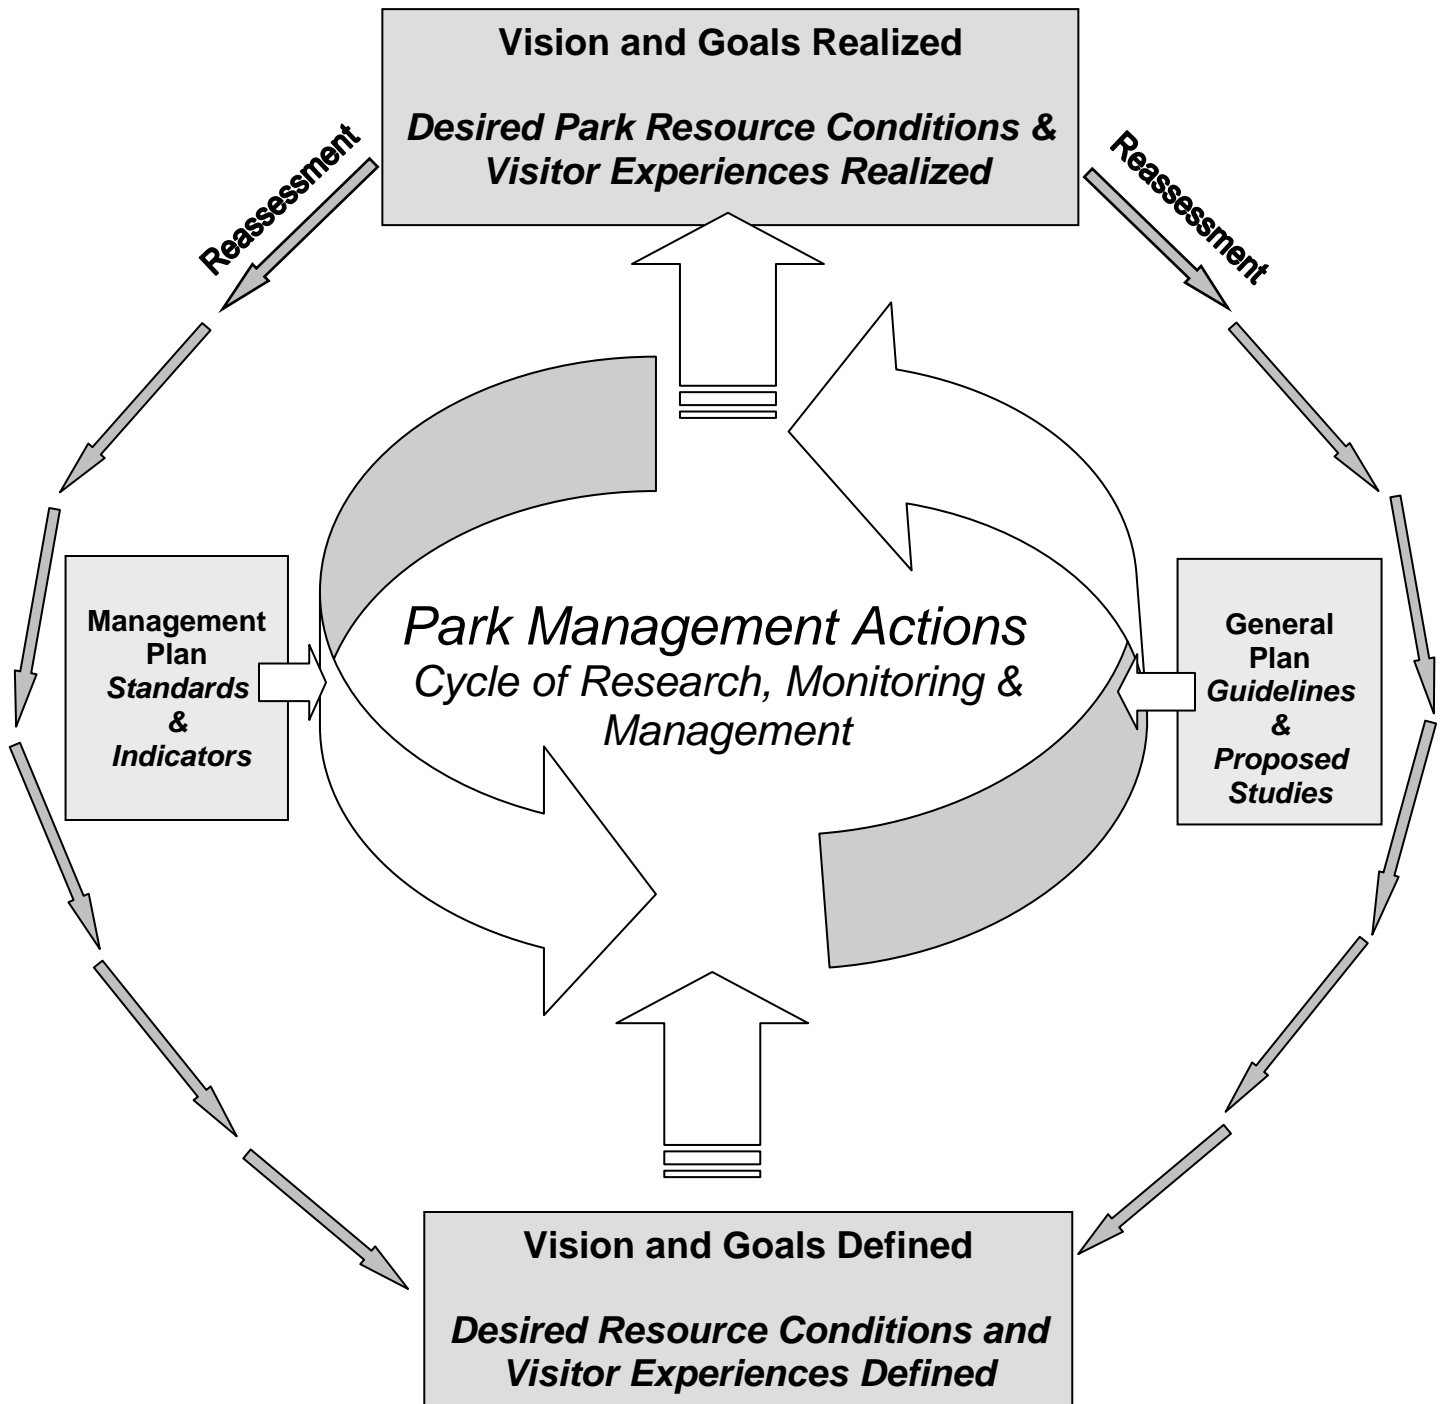 Vision and Goals Realized
Desired Park Resource Conditions &
Visitor Experiences Realized
Reassessment
Reassessment
Management
Plan
Standards
&
Indicators
Park Management Actions
Cycle of Research, Monitoring &
Management
General
Plan
Guidelines
&
Proposed
Studies
Vision and Goals Defined
Desired Resource Conditions and
Visitor Experiences Defined